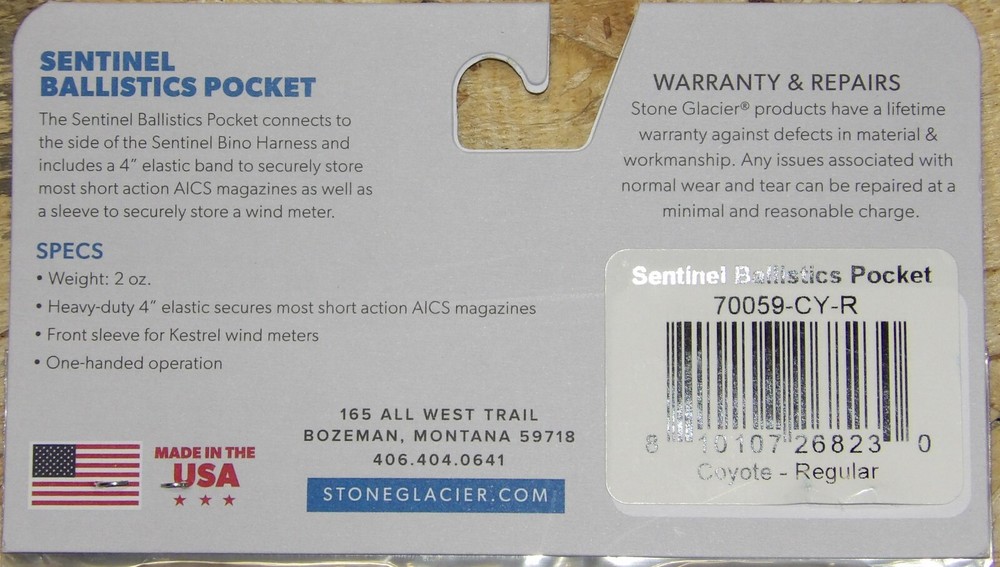 SENTINEL
BALLISTICS POCKET
The Sentinel Ballistics Pocket connects to
the side of the Sentinel Bino Harness and
includes a 4” elastic band to securely store
most short action AICS magazines as well as
a sleeve to securely store a wind meter.
SPECS
• Weight: 2 oz.
• Heavy-duty 4” elastic secures most short action AICS magazines
• Front sleeve for Kestrel wind meters
• One-handed operation
MADE IN THE
USA
165 ALL WEST TRAIL
BOZEMAN, MONTANA 59718
406.404.0641
STONEGLACIER.COM
WARRANTY & REPAIRS
Stone Glacier® products have a lifetime
warranty against defects in material &
workmanship. Any issues associated with
normal wear and tear can be repaired at a
minimal and reasonable charge.
Sentinel Ballistics Pocket
70059-CY-R
8 10107 26823 0
Coyote - Regular